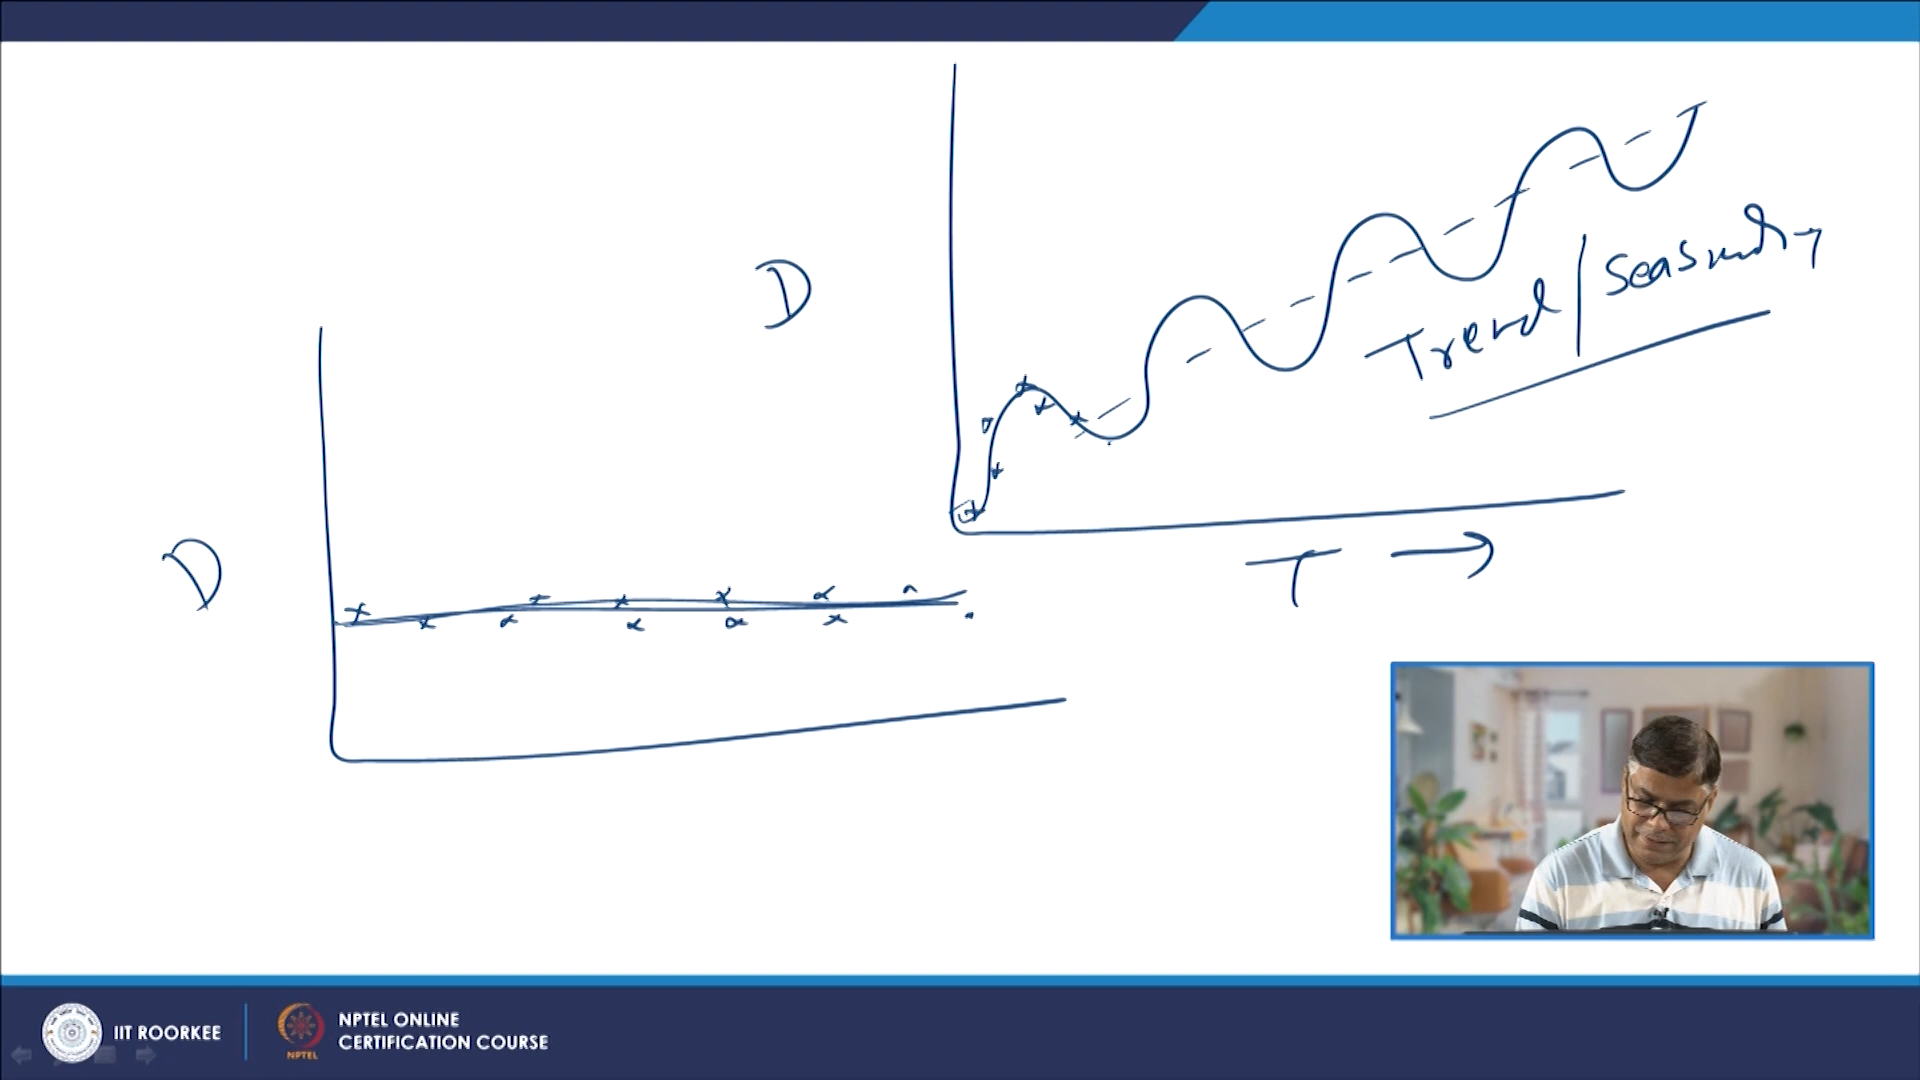 D
Trend / Seasonality
T
D
IIT ROORKEE
NPTEL
NPTEL ONLINE
CERTIFICATION COURSE